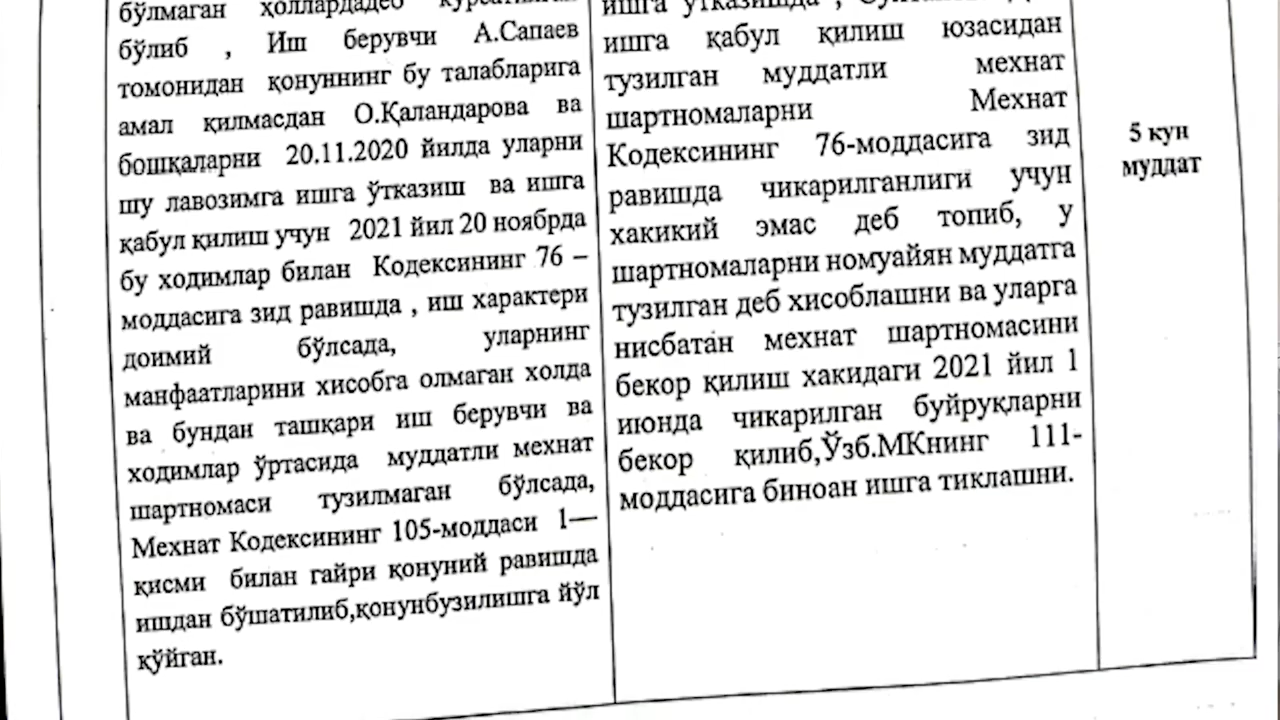 бўлмаган ҳоллардадеб
бўлиб , Иш берувчи А.Сапаев
томонидан қонуннинг бу талабларига
амал қилмасдан О.Қаландарова ва
бошқаларни 20.11.2020 йилда уларни
шу лавозимга ишга ўтказиш ва ишга
қабул қилиш учун 2021 йил 20 ноябрда
бу ходимлар билан Кодексининг 76 –
моддасига зид равишда , иш характери
доимий бўлсада, уларнинг
манфаатларини хисобга олмаган холда
ва бундан ташқари иш берувчи ва
ходимлар ўртасида муддатли мехнат
шартномаси тузилмаган бўлсада,
Мехнат Кодексининг 105-моддаси 1—
қисми билан гайри қонуний равишда
ишдан бўшатилиб,қонунбузилишга йўл
қўйган.
ишга ўтказишда ,
ишга қабул қилиш юзасидан
тузилган муддатли мехнат
шартномаларни Мехнат
Кодексининг 76-моддасига зид
равишда чикарилганлиги учун
хакикий эмас деб топиб, у
шартномаларни номуайян муддатга
тузилган деб хисоблашни ва уларга
нисбатан мехнат шартномасини
бекор қилиш хакидаги 2021 йил 1
июонда чикарилган буйруқларни
бекор қилиб,Ўзб.МКнинг 111-
моддасига биноан ишга тиклашни.
5 кун
муддат